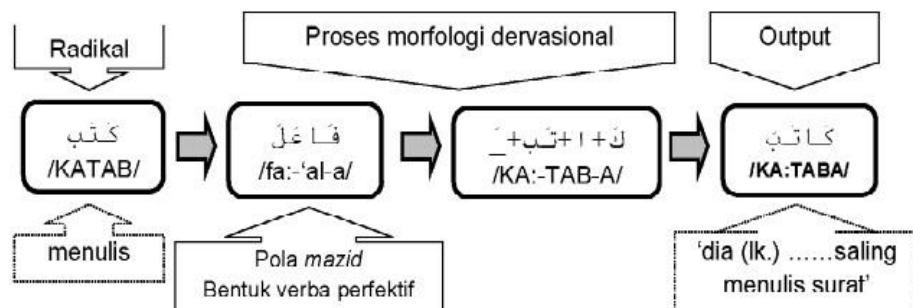 Radikal
Proses morfologi dervasional
Output
كَتَب
/KATAB/
فَاعَلَ
/fa:-‘al-a/
كَ+ا+تَب+ـَ
/KA:-TAB-A/
كَاتَبَ
/KA:TABA/
menulis
Pola mazid
Bentuk verba perfektif
‘dia (lk.) ......saling
menulis surat’